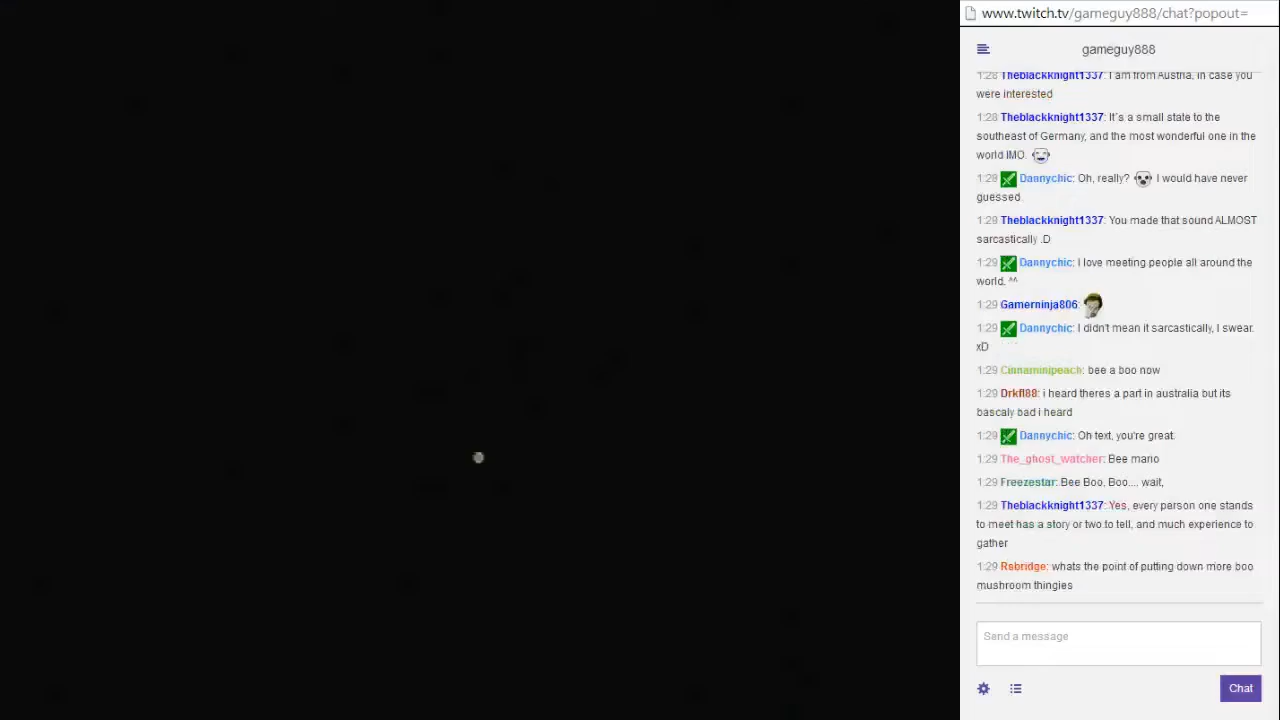 www.twitch.tv/gameguy888/chat?popout=
gameguy888
1:28 Theblackknight1337: I am from Austria, in case you
were interested
1:28 Theblackknight1337: It's a small state to the
southeast of Germany, and the most wonderful one in the
world IMO.
1:28 Dannychic: Oh, really? I would have never
guessed.
1:29 Theblackknight1337: You made that sound ALMOST
sarcastically :D
1:29 Dannychic: I love meeting people all around the
world. ^^
1:29 Gamerninja806:
1:29 Dannychic: I didn't mean it sarcastically, I swear.
xD
1:29 Cinnaminipeach: bee a boo now
1:29 Drkfl88: i heard theres a part in australia but its
bascaly bad i heard
1:29 Dannychic: Oh text, you're great.
1:29 The_ghost_watcher: Bee mario
1:29 Freezestar: Bee Boo, Boo.... wait,
1:29 Theblackknight1337: Yes, every person one stands
to meet has a story or two to tell, and much experience to
gather
1:29 Rebridge: whats the point of putting down more boo
mushroom thingies
Send a message
Chat